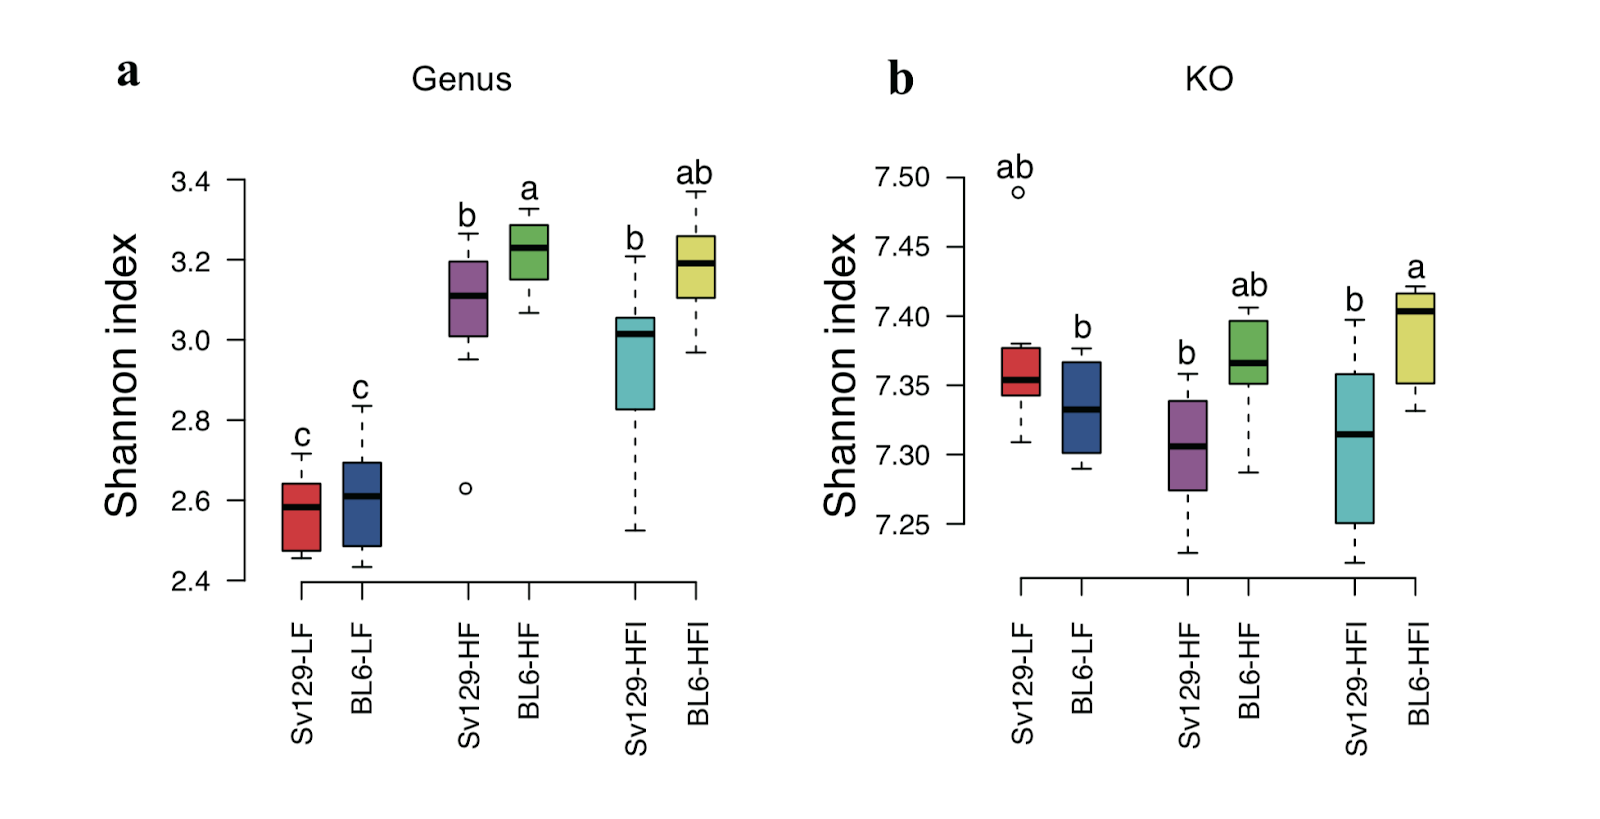 a
Genus
Shannon index
3.4
3.2
3.0
2.8
2.6
2.4
c
c
b
a
b
ab
Sv129-LF
BL6-LF
Sv129-HF
BL6-HF
Sv129-HFI
BL6-HFI
b
KO
Shannon index
7.50
7.45
7.40
7.35
7.30
7.25
ab
b
b
ab
b
a
Sv129-LF
BL6-LF
Sv129-HF
BL6-HF
Sv129-HFI
BL6-HFI